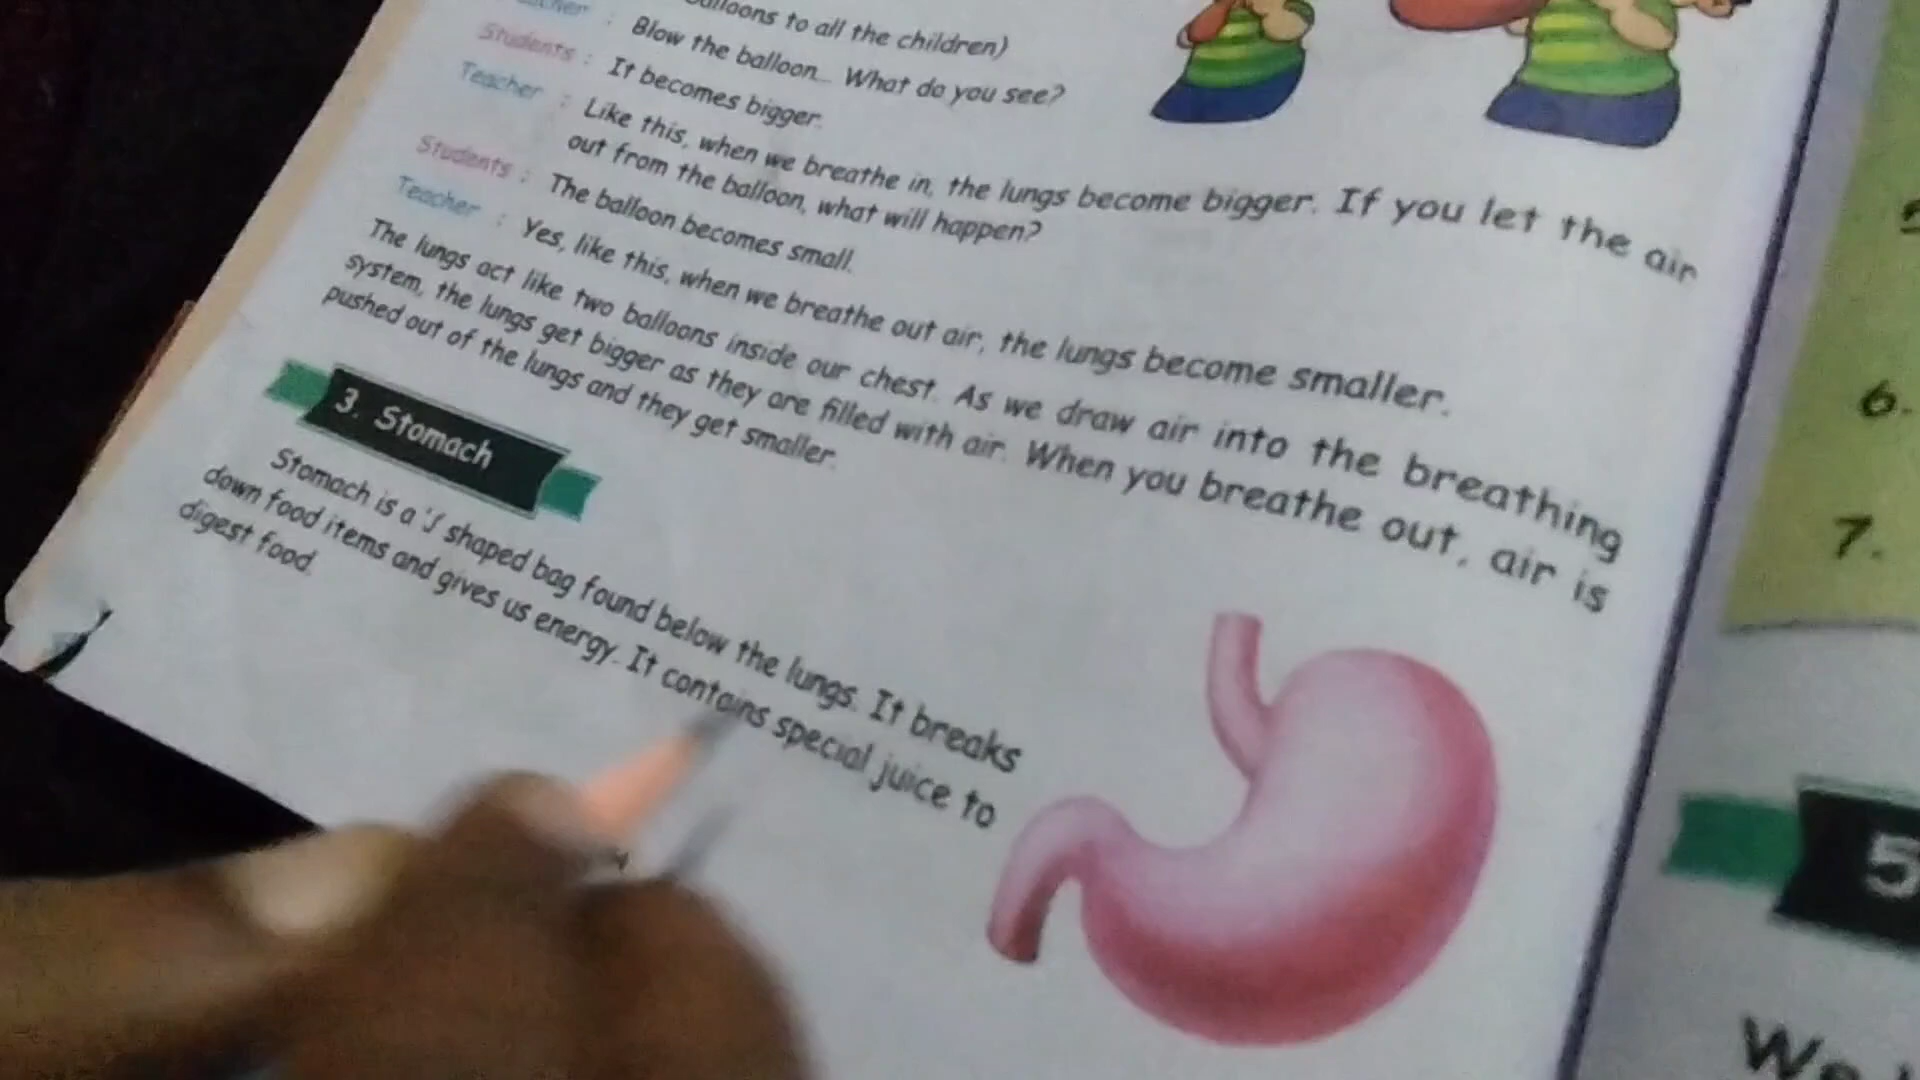 balloons to all the children)
Teacher : Blow the balloon... What do you see?
Students : It becomes bigger.
Teacher : Like this, when we breathe in, the lungs become bigger. If you let the air
out from the balloon, what will happen?
Students : The balloon becomes small.
Teacher : Yes, like this, when we breathe out air, the lungs become smaller.
The lungs act like two balloons inside our chest. As we draw air into the breathing
system, the lungs get bigger as they are filled with air. When you breathe out, air is
pushed out of the lungs and they get smaller.
3. Stomach
Stomach is a 'J' shaped bag found below the lungs. It breaks
down food items and gives us energy. It contains special juice to
digest food.
6.
7.
5